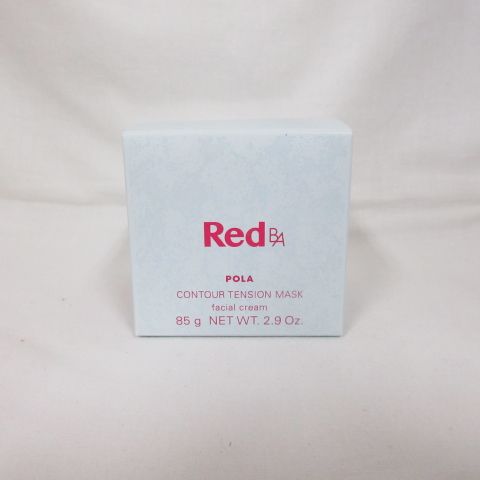 Red BA
POLA
CONTOUR TENSION MASK
facial cream
85 g NET WT. 2.9 Oz.